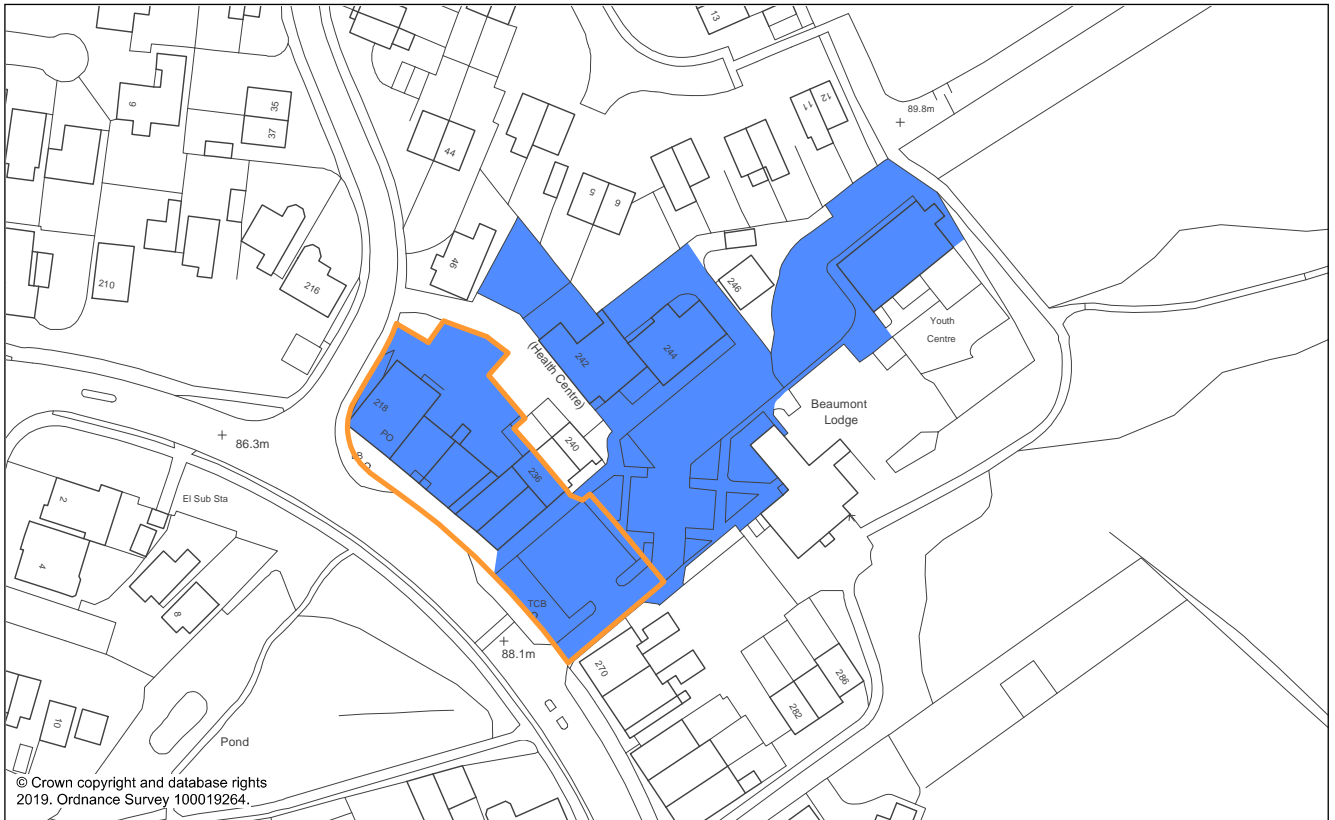 13
9
35
37
44
11
12
89.8m
5
6
46
210
216
246
(Health Centre)
242
244
Youth
Centre
218
PO
Beaumont
Lodge
86.3m
240
236
2
El Sub Sta
4
8
TCB
88.1m
270
286
282
10
Pond
© Crown copyright and database rights
2019. Ordnance Survey 100019264.